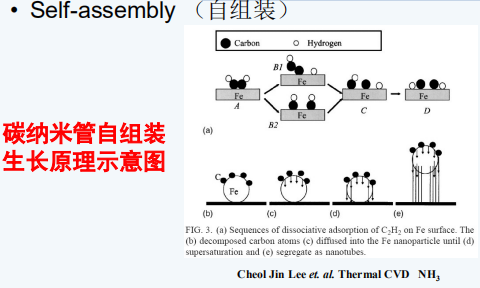 • Self-assembly （自组装）
Carbon Hydrogen
B1
Fe
Fe Fe Fe
A C D
Fe
B2
(a)
碳纳米管自组装
生长原理示意图
C
Fe
(b) (c) (d) (e)
FIG. 3. (a) Sequences of dissociative adsorption of C₂H₂ on Fe surface. The
(b) decomposed carbon atoms (c) diffused into the Fe nanoparticle until (d)
supersaturation and (e) segregate as nanotubes.
Cheol Jin Lee et. al. Thermal CVD NH₃